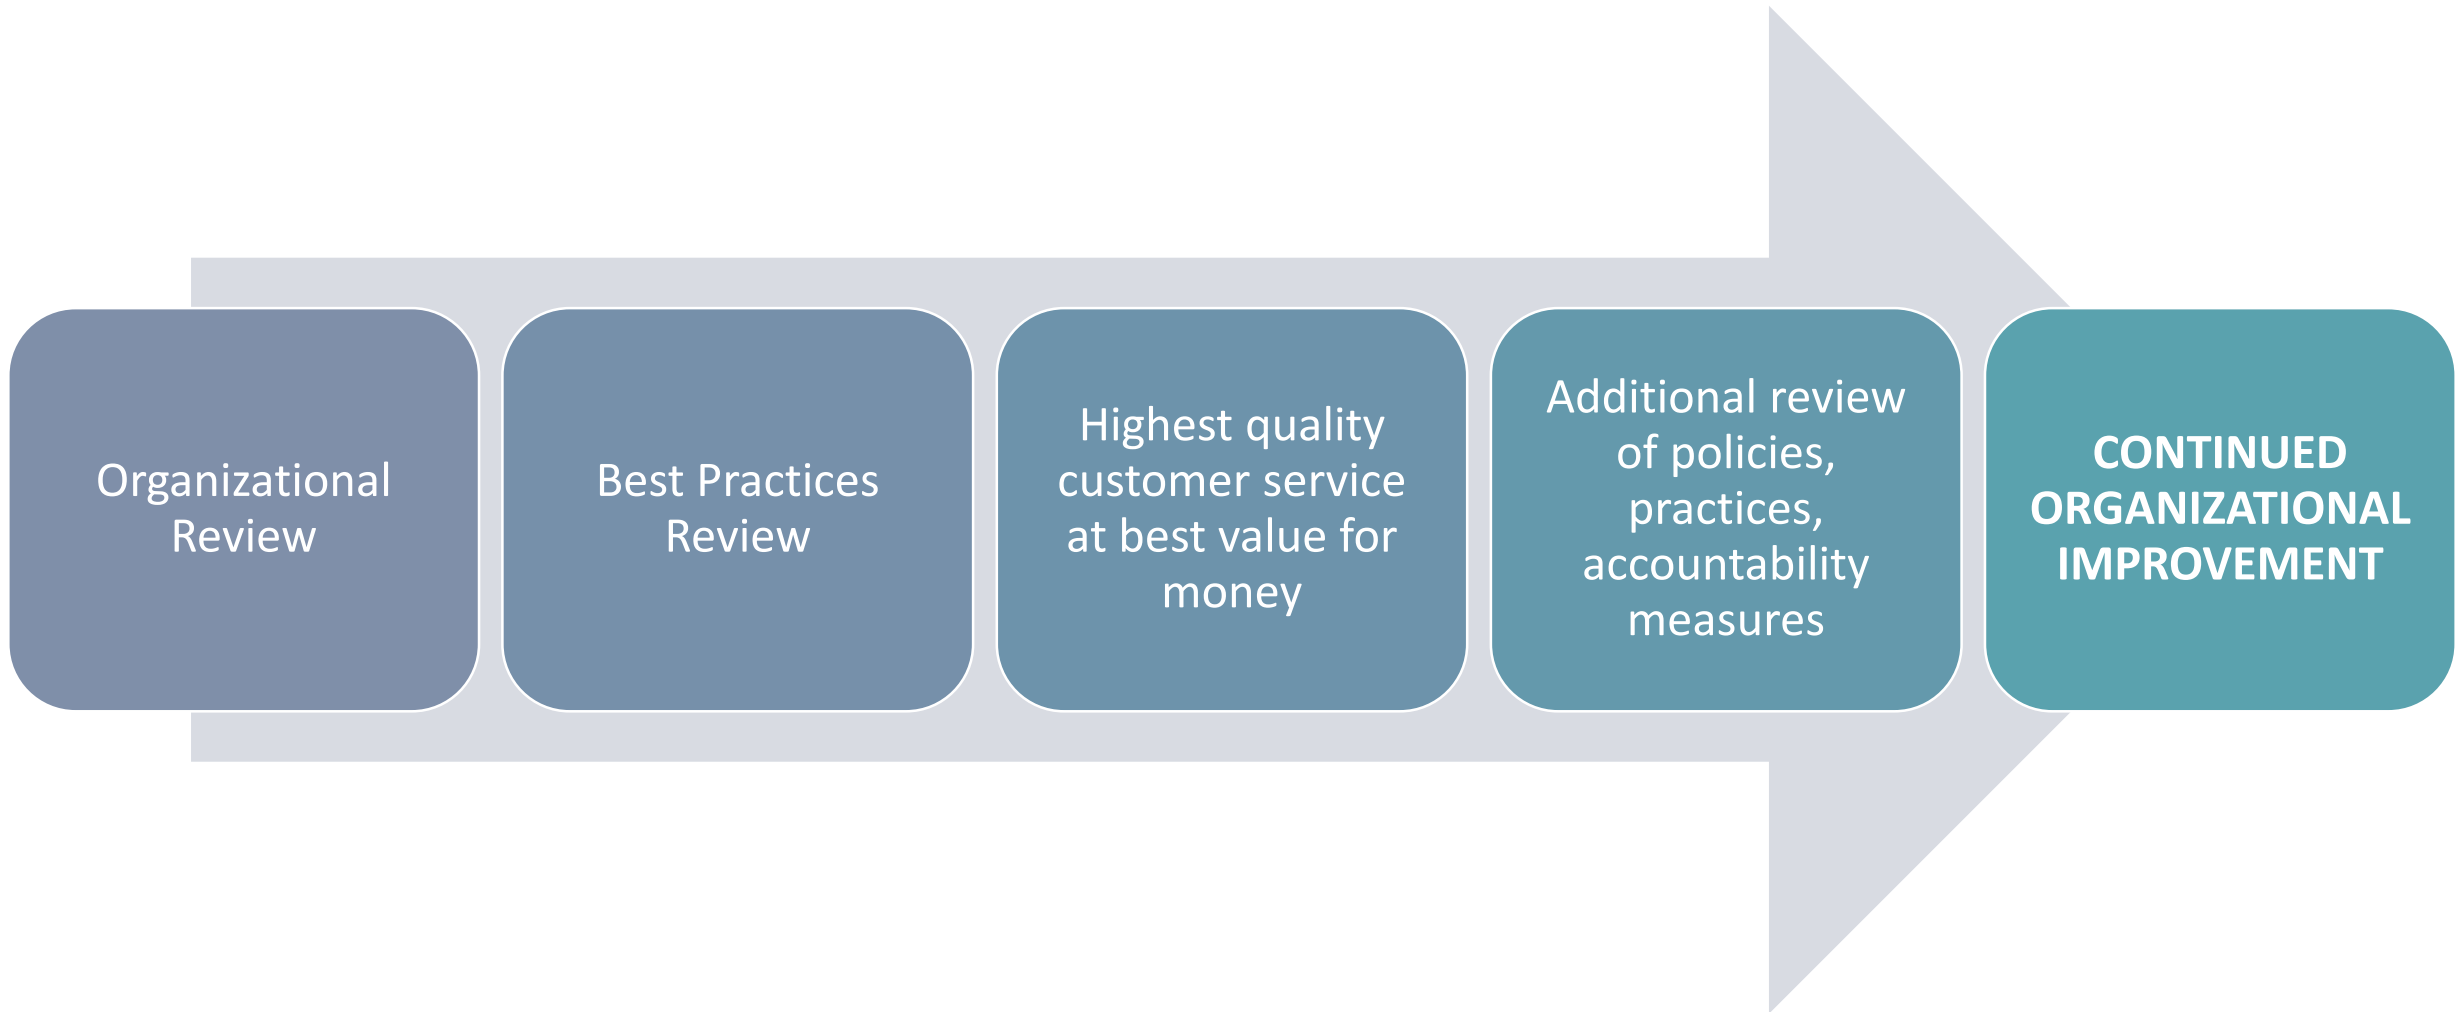 Organizational
Review
Best Practices
Review
Highest quality
customer service
at best value for
money
Additional review
of policies,
practices,
accountability
measures
CONTINUED
ORGANIZATIONAL
IMPROVEMENT